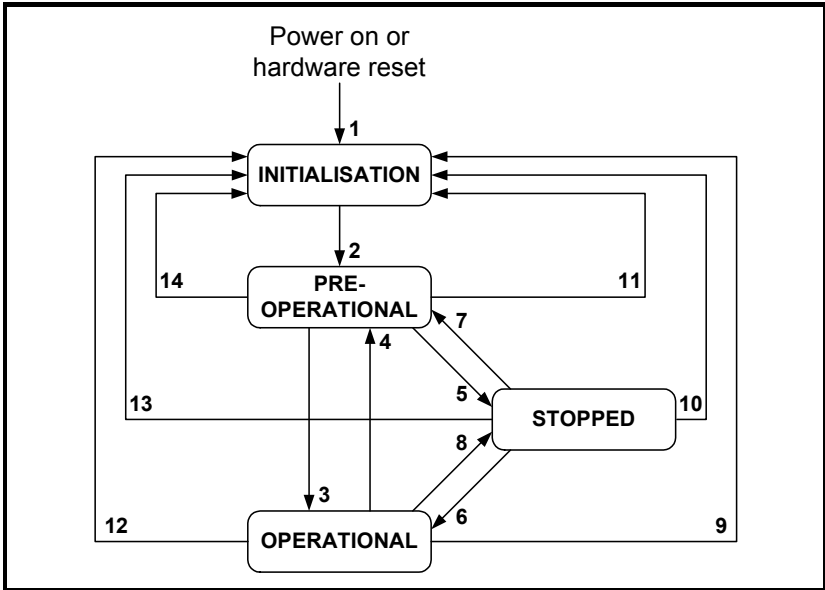 Power on or
hardware reset
1
INITIALISATION
2
14
PRE-
OPERATIONAL
11
7
4
5
13
STOPPED
10
8
3
6
12
OPERATIONAL
9